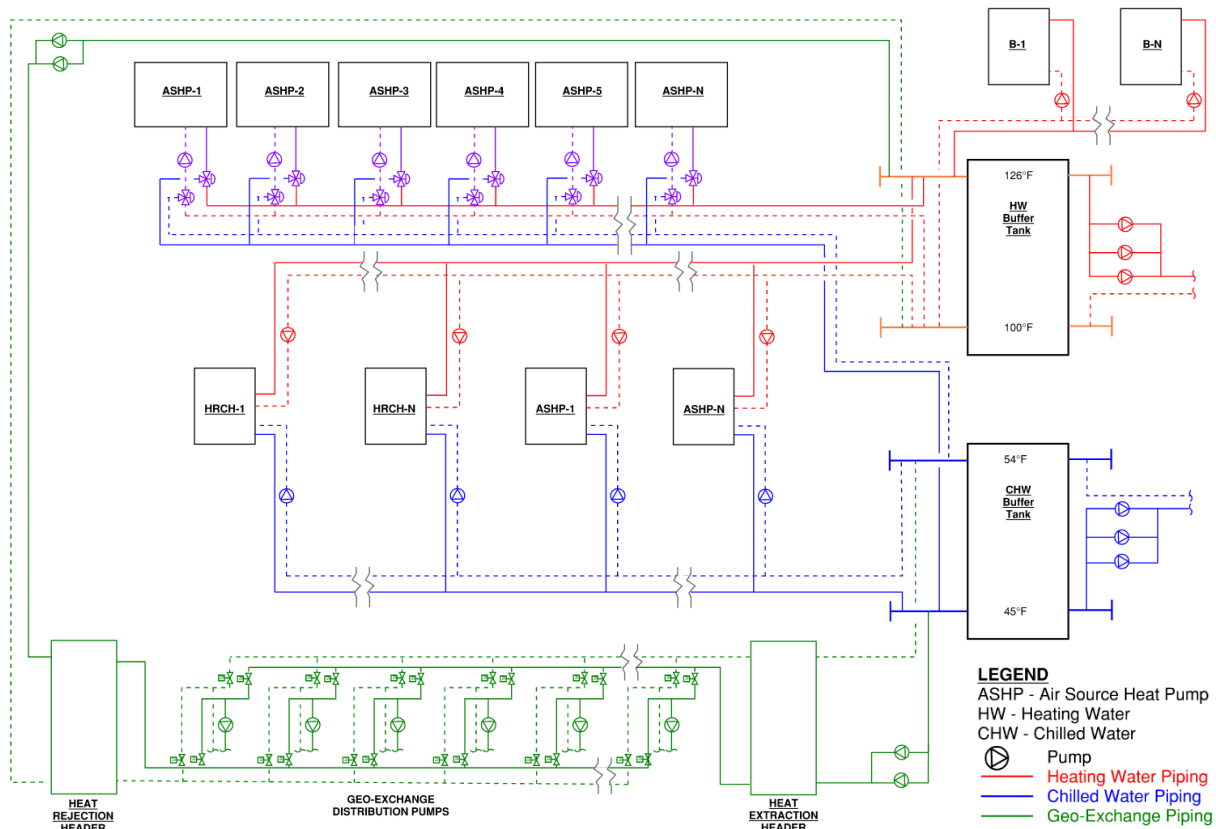 B-1
B-N
ASHP-1
ASHP-2
ASHP-3
ASHP-4
ASHP-5
ASHP-N
126°F
HW
Buffer
Tank
100°F
HRCH-1
HRCH-N
ASHP-1
ASHP-N
54°F
CHW
Buffer
Tank
45°F
LEGEND
ASHP - Air Source Heat Pump
HW - Heating Water
CHW - Chilled Water
Pump
Heating Water Piping
Chilled Water Piping
Geo-Exchange Piping
HEAT
REJECTION
HEADER
GEO-EXCHANGE
DISTRIBUTION PUMPS
HEAT
EXTRACTION
HEADER